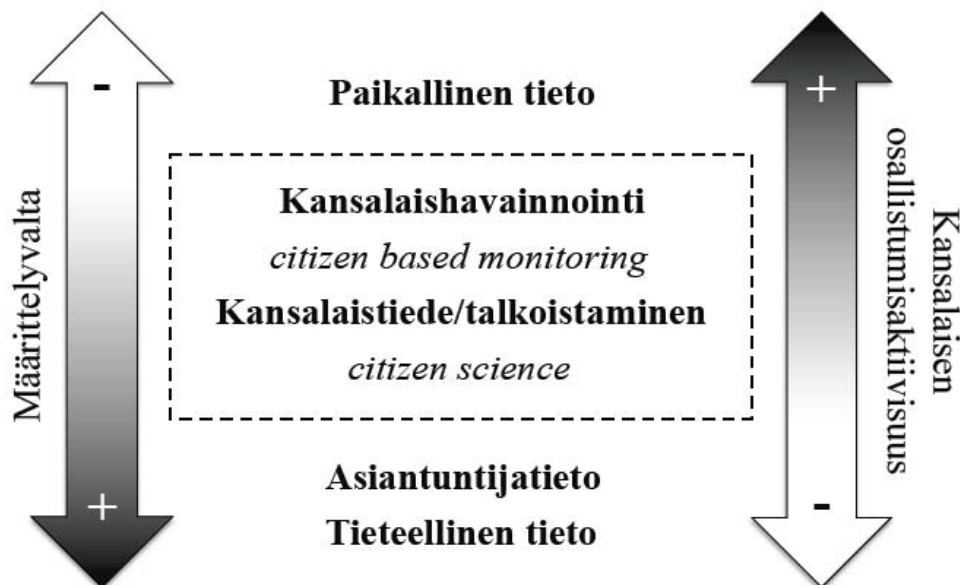 -
Paikallinen tieto
+
Määrittelyvalta
Kansalaishavainnointi
citizen based monitoring
Kansalaistiede/talkoistaminen
citizen science
Kansalaisen
osallistumisaktiivisuus
+
Asiantuntijatieto
Tieteellinen tieto
-